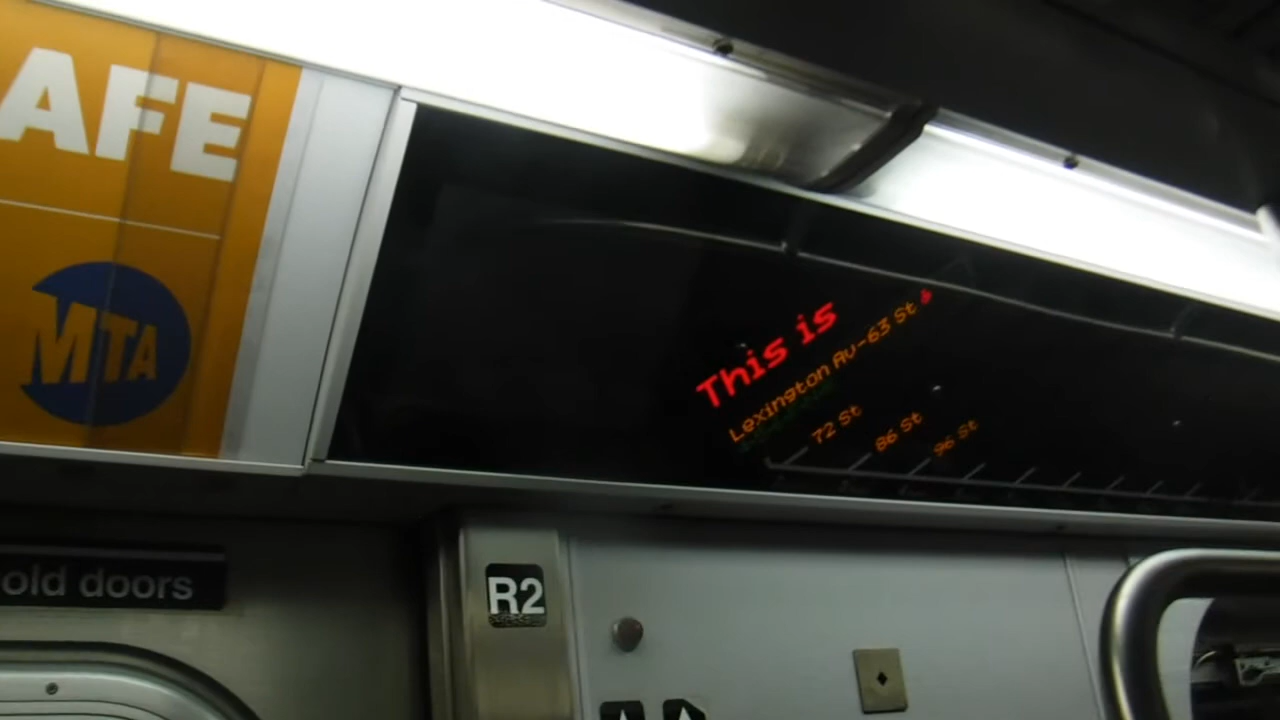 AFE
MTA
This is
Lexington Av-63 St
72 St
86 St
96 St
old doors
R2